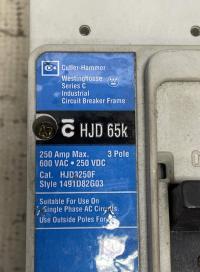 Cutler-Hammer
Westinghouse
Series C
Industrial
Circuit Breaker Frame
HJD 65k
250 Amp Max. 3 Pole
600 VAC • 250 VDC
Cat. HJD3250F
Style 1491D82G03
Suitable For Use On
Single Phase AC Circuits.
Use Outside Poles For